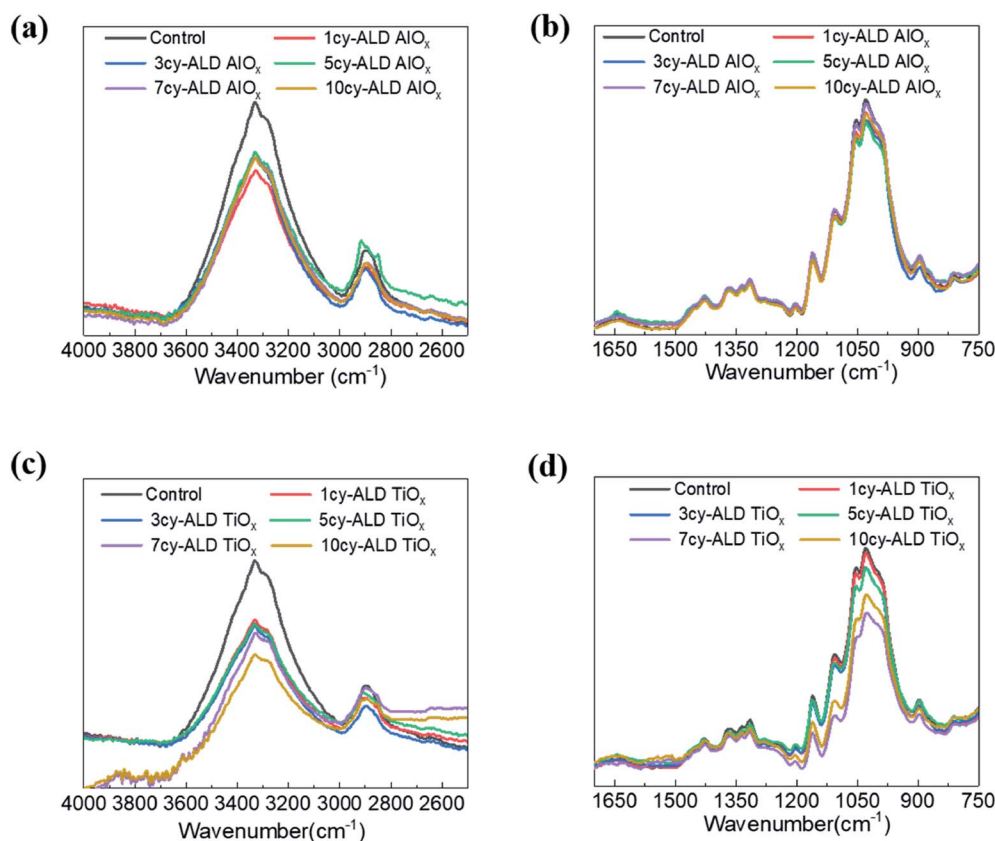 (a)
Control 1cy-ALD AlOx
3cy-ALD AlOx 5cy-ALD AlOx
7cy-ALD AlOx 10cy-ALD AlOx
4000 3800 3600 3400 3200 3000 2800 2600
Wavenumber (cm-1)
(b)
Control 1cy-ALD AlOx
3cy-ALD AlOx 5cy-ALD AlOx
7cy-ALD AlOx 10cy-ALD AlOx
1650 1500 1350 1200 1050 900 750
Wavenumber (cm-1)
(c)
Control 1cy-ALD TiOx
3cy-ALD TiOx 5cy-ALD TiOx
7cy-ALD TiOx 10cy-ALD TiOx
4000 3800 3600 3400 3200 3000 2800 2600
Wavenumber(cm-1)
(d)
Control 1cy-ALD TiOx
3cy-ALD TiOx 5cy-ALD TiOx
7cy-ALD TiOx 10cy-ALD TiOx
1650 1500 1350 1200 1050 900 750
Wavenumber(cm-1)